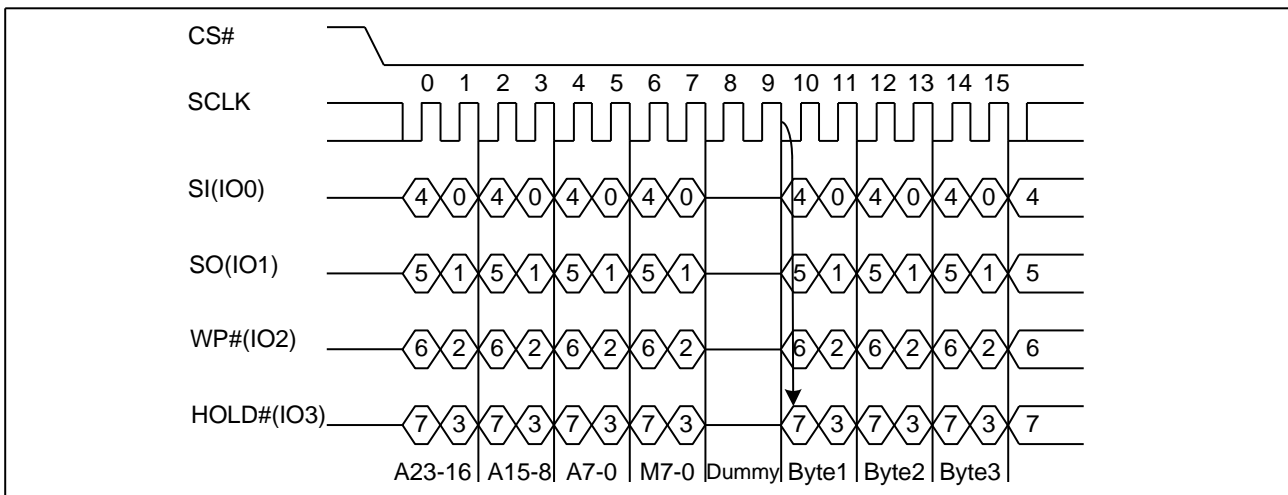 CS#
0 1 2 3 4 5 6 7 8 9 10 11 12 13 14 15
SCLK
SI(IO0) 4 0 4 0 4 0 4 0 4 0 4 0 4 0 4
SO(IO1) 5 1 5 1 5 1 5 1 5 1 5 1 5 1 5
WP#(IO2) 6 2 6 2 6 2 6 2 6 2 6 2 6 2 6
HOLD#(IO3) 7 3 7 3 7 3 7 3 7 3 7 3 7 3 7
A23-16 A15-8 A7-0 M7-0 Dummy Byte1 Byte2 Byte3